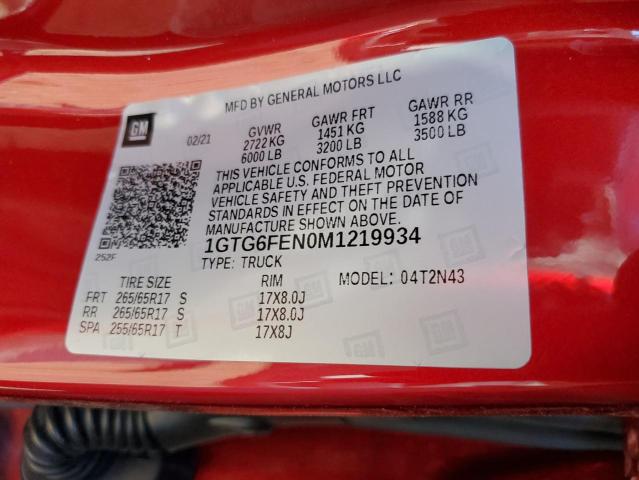 MFD BY GENERAL MOTORS LLC
GM
02/21 GVWR GAWR FRT GAWR RR
2722 KG 1451 KG 1588 KG
6000 LB 3200 LB 3500 LB
THIS VEHICLE CONFORMS TO ALL
APPLICABLE U.S. FEDERAL MOTOR
VEHICLE SAFETY AND THEFT PREVENTION
STANDARDS IN EFFECT ON THE DATE OF
MANUFACTURE SHOWN ABOVE.
252F
1GTG6FEN0M1219934
TYPE: TRUCK
TIRE SIZE RIM MODEL: 04T2N43
FRT 265/65R17 S 17X8.0J
RR 265/65R17 S 17X8.0J
SPA 255/65R17 T 17X8J